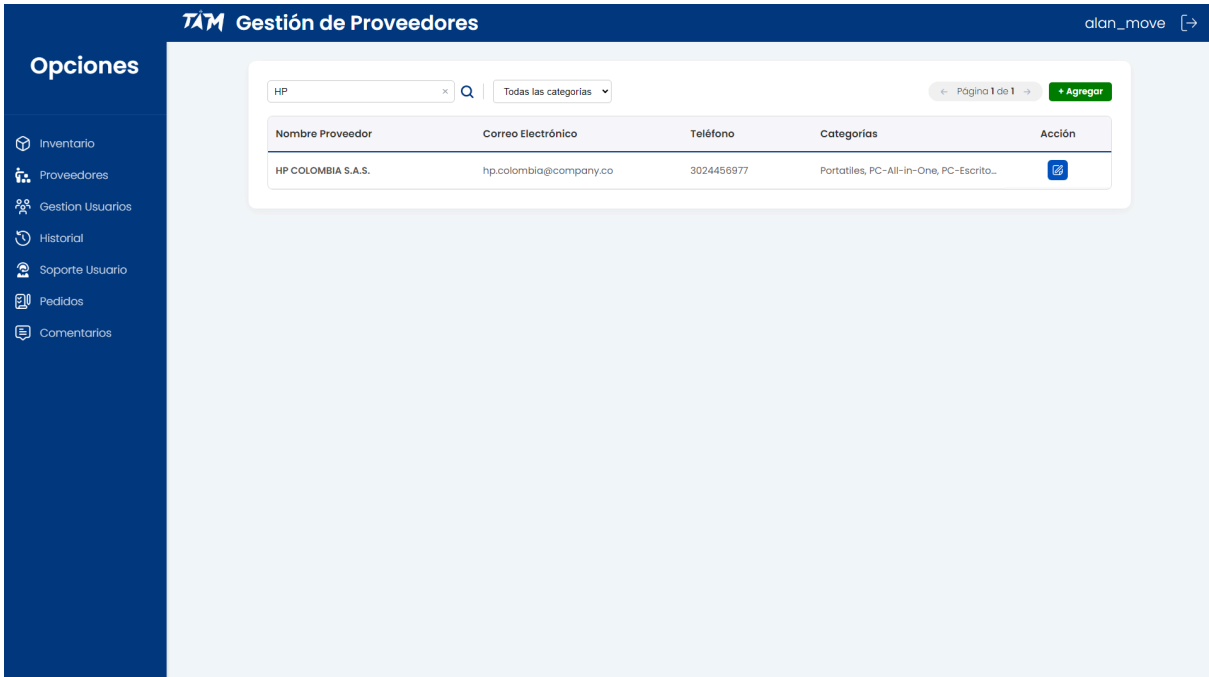 TAM Gestión de Proveedores
alan_move
Opciones
Inventario
Proveedores
Gestion Usuarios
Historial
Soporte Usuario
Pedidos
Comentarios
HP
Todas las categorias
Página 1 de 1
+ Agregar
Nombre Proveedor Correo Electrónico Teléfono Categorías Acción
HP COLOMBIA S.A.S. hp.colombia@company.co 3024456977 Portatiles, PC-All-in-One, PC-Escrito...